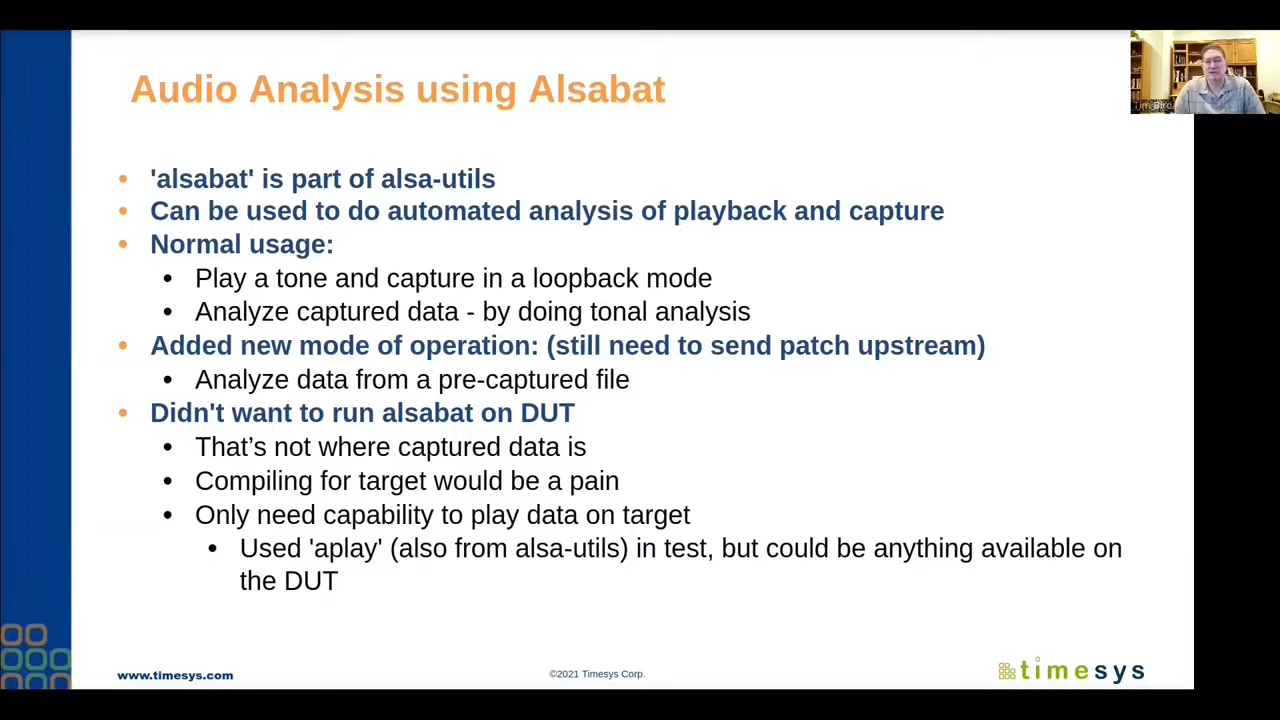 Audio Analysis using Alsabat
Tim Bird
• 'alsabat' is part of alsa-utils
• Can be used to do automated analysis of playback and capture
• Normal usage:
• Play a tone and capture in a loopback mode
• Analyze captured data - by doing tonal analysis
• Added new mode of operation: (still need to send patch upstream)
• Analyze data from a pre-captured file
• Didn't want to run alsabat on DUT
• That’s not where captured data is
• Compiling for target would be a pain
• Only need capability to play data on target
• Used 'aplay' (also from alsa-utils) in test, but could be anything available on
the DUT
www.timesys.com
©2021 Timesys Corp.
timesys